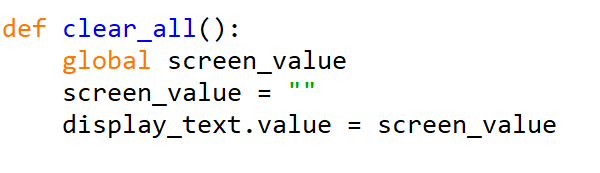 def clear_all():
    global screen_value
    screen_value = ""
    display_text.value = screen_value